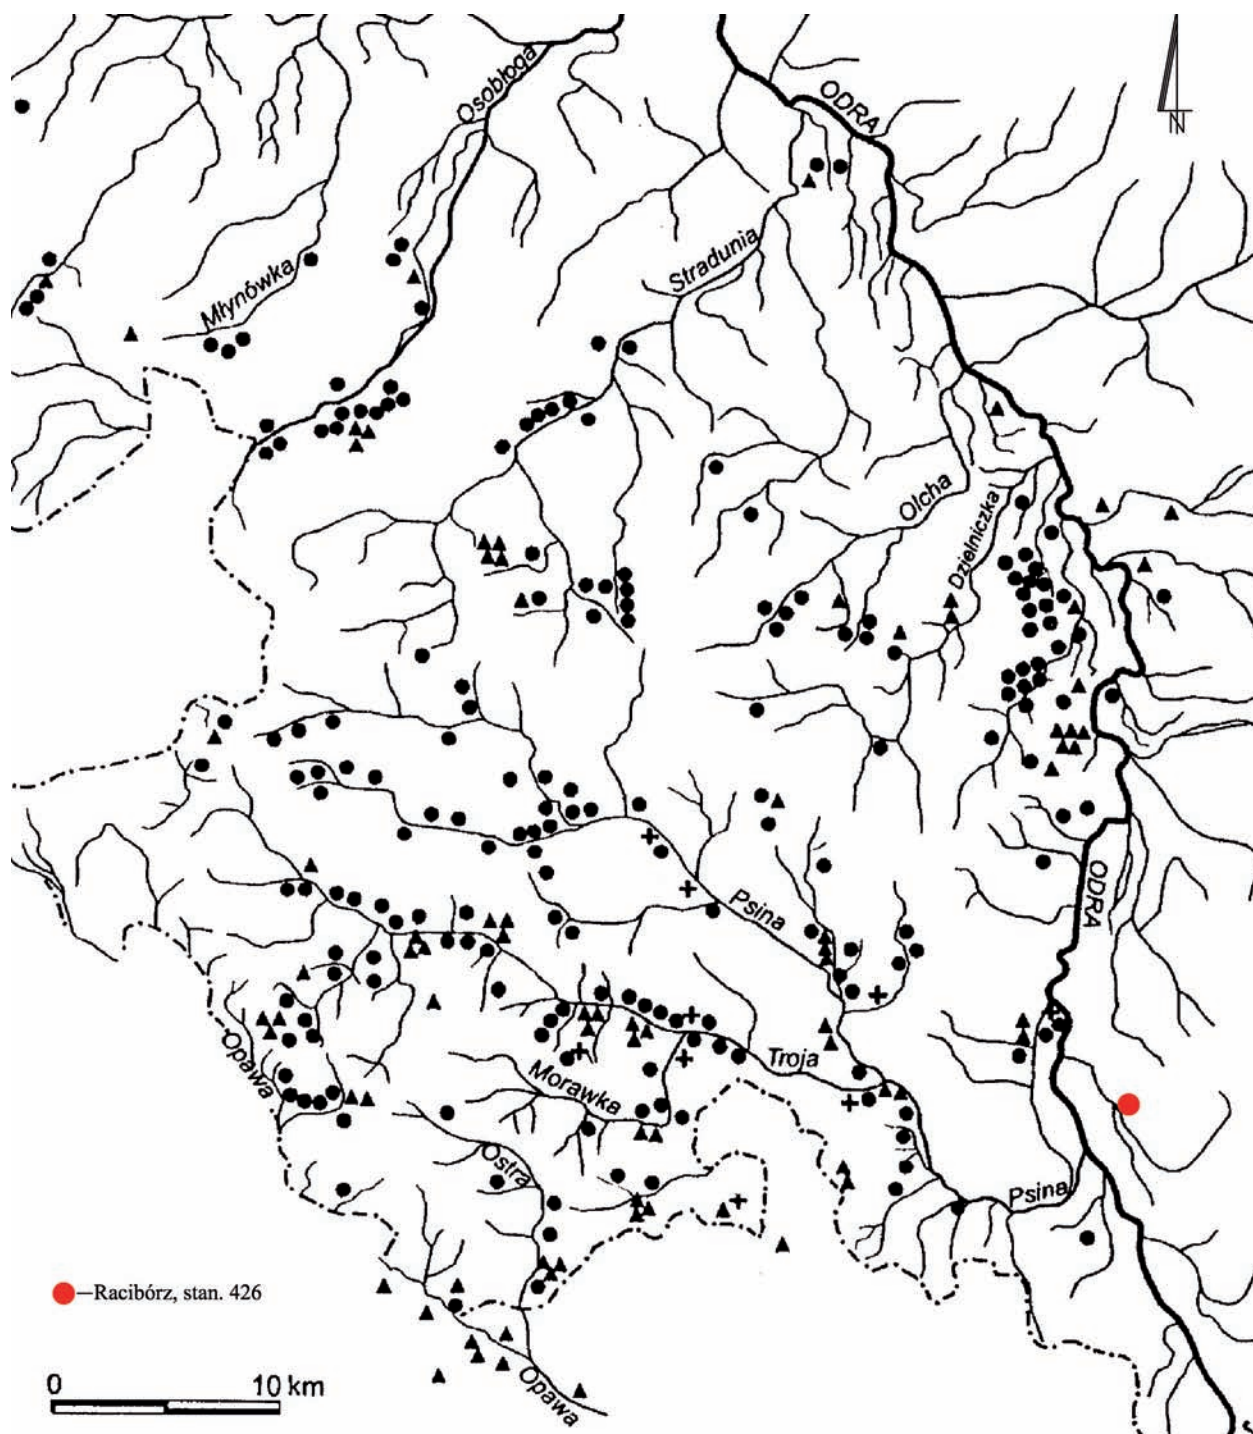 ODRA
N
Osobłoga
Stradunia
Młynówka
Olcha
Dzielniczka
ODRA
Psina
Opawa
Troja
Morawka
Ostra
Psina
–Racibórz, stan. 426
0 10 km
Opawa